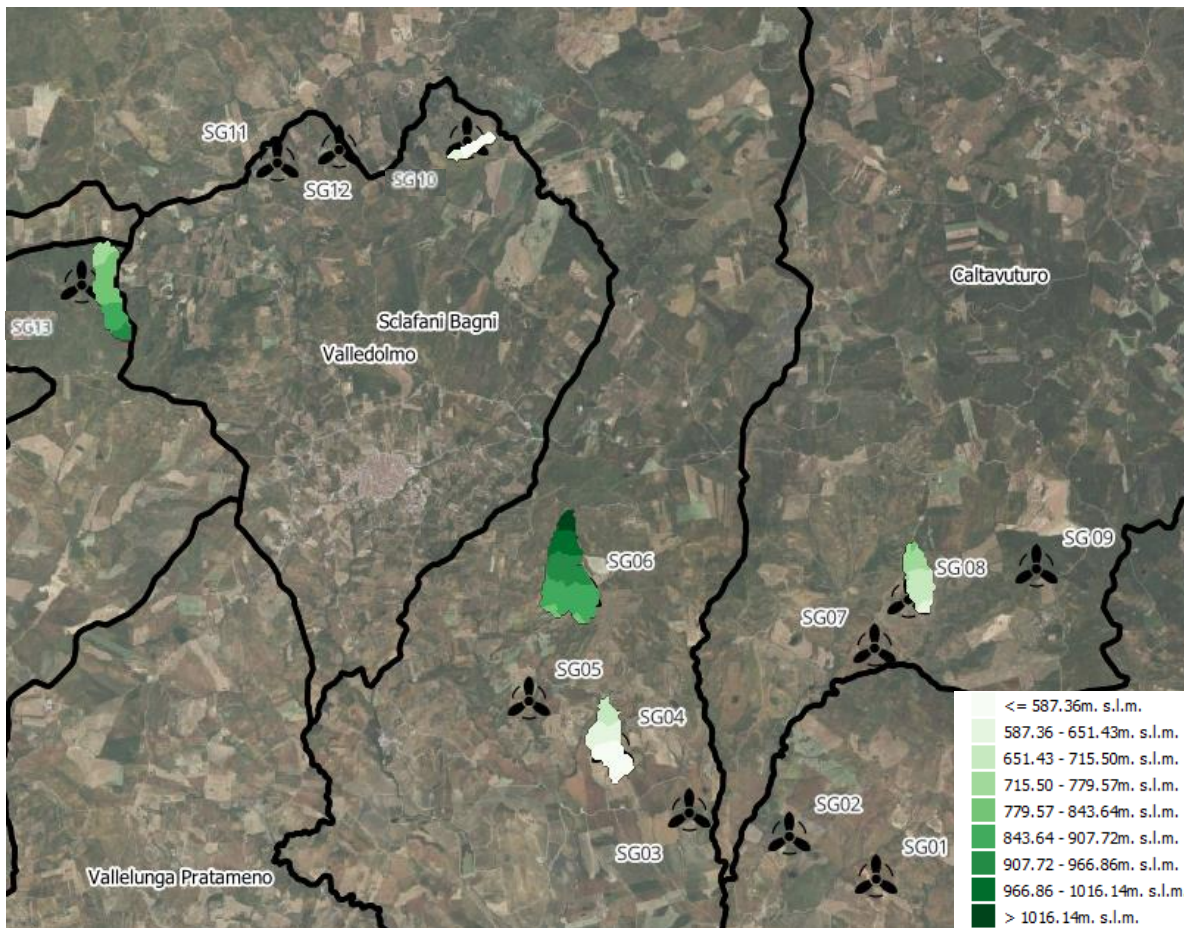 SG11
SG12
SG10
Caltavuturo
SG13
Sclafani Bagni
Valledolmo
SG06
SG 09
SG 08
SG07
SG05
SG04
SG02
SG03
SG01
Vallelunga Pratameno
<= 587.36m. s.l.m.
587.36 - 651.43m. s.l.m.
651.43 - 715.50m. s.l.m.
715.50 - 779.57m. s.l.m.
779.57 - 843.64m. s.l.m.
843.64 - 907.72m. s.l.m.
907.72 - 966.86m. s.l.m.
966.86 - 1016.14m. s.l.m.
> 1016.14m. s.l.m.